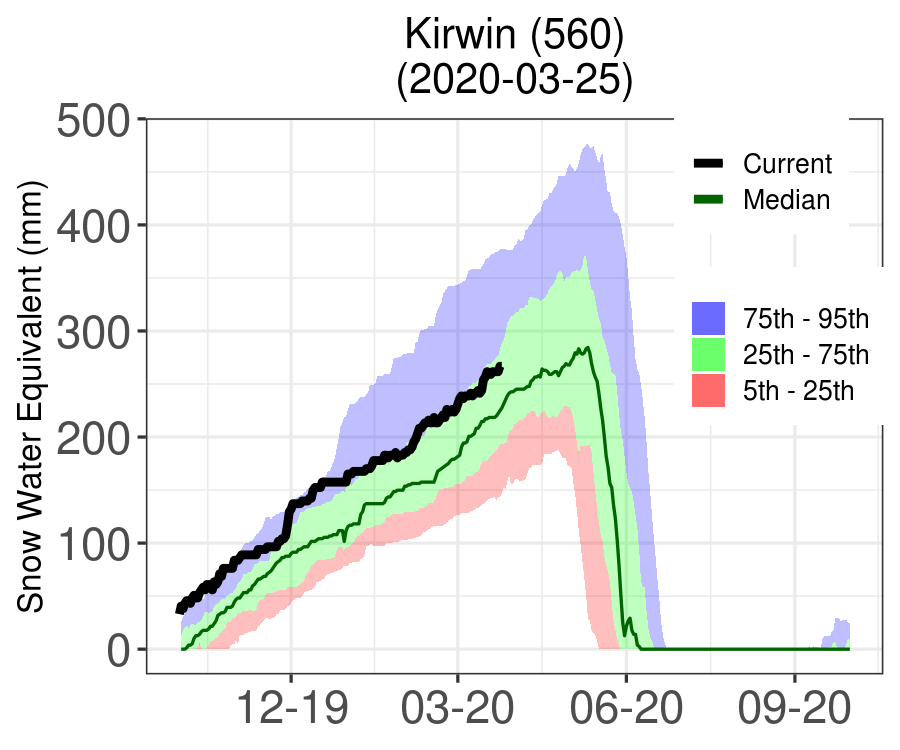 Kirwin (560)
(2020-03-25)
Snow Water Equivalent (mm)
500
400
300
200
100
0
12-19
03-20
06-20
09-20
Current
Median
75th - 95th
25th - 75th
5th - 25th